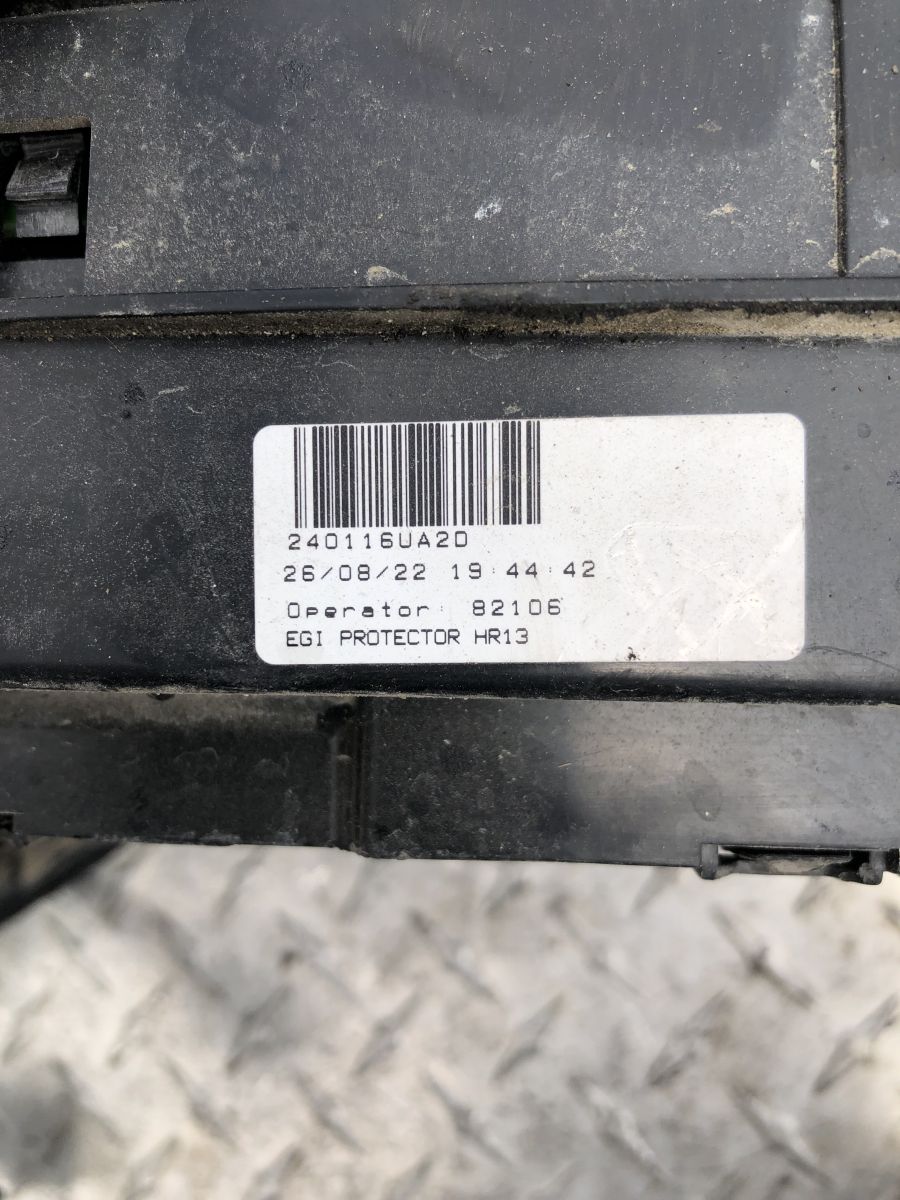 240116UA2D
26/08/22 19:44:42
Operator: 82106
EGI PROTECTOR HR13